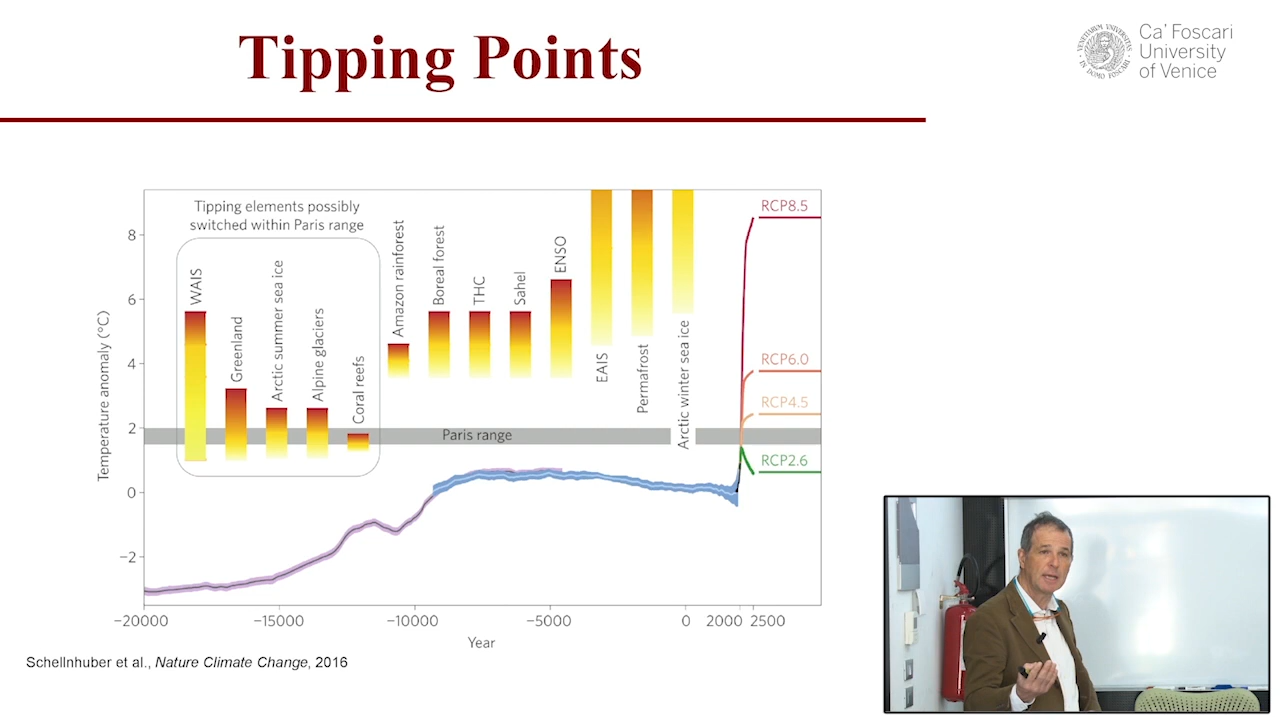 Tipping Points
Ca' Foscari
University
of Venice
Tipping elements possibly
switched within Paris range
WAIS
Greenland
Arctic summer sea ice
Alpine glaciers
Coral reefs
Amazon rainforest
Boreal forest
THC
Sahel
ENSO
EAIS
Permafrost
Arctic winter sea ice
RCP8.5
RCP6.0
RCP4.5
RCP2.6
Paris range
Temperature anomaly (°C)
8
6
4
2
0
−2
−20000
−15000
−10000
−5000
0
2000
2500
Year
Schellnhuber et al., Nature Climate Change, 2016